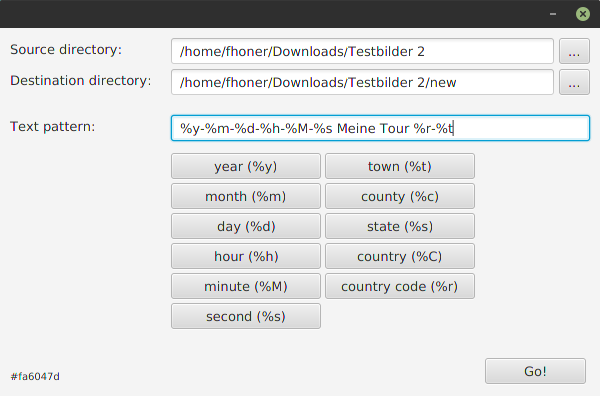 Source directory: /home/fhoner/Downloads/Testbilder 2 ...
Destination directory: /home/fhoner/Downloads/Testbilder 2/new ...
Text pattern: %y-%m-%d-%h-%M-%s Meine Tour %r-%t
year (%y) town (%t)
month (%m) county (%c)
day (%d) state (%s)
hour (%h) country (%C)
minute (%M) country code (%r)
second (%s)
#fa6047d Go!